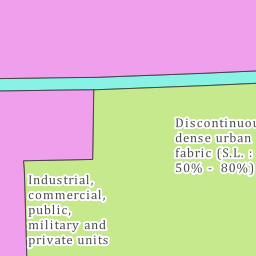 Discontinuou
dense urban
fabric (S.L. :
50% - 80%)
Industrial,
commercial,
public,
military and
private units